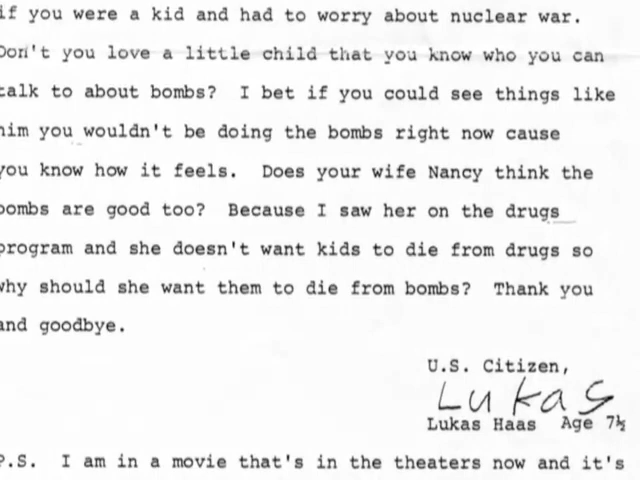 if you were a kid and had to worry about nuclear war.
Don't you love a little child that you know who you can
talk to about bombs?  I bet if you could see things like
him you wouldn't be doing the bombs right now cause
you know how it feels.  Does your wife Nancy think the
bombs are good too?  Because I saw her on the drugs
program and she doesn't want kids to die from drugs so
why should she want them to die from bombs?  Thank you
and goodbye.
U.S. Citizen,
Lukas
Lukas Haas  Age 7½
P.S.  I am in a movie that's in the theaters now and it's